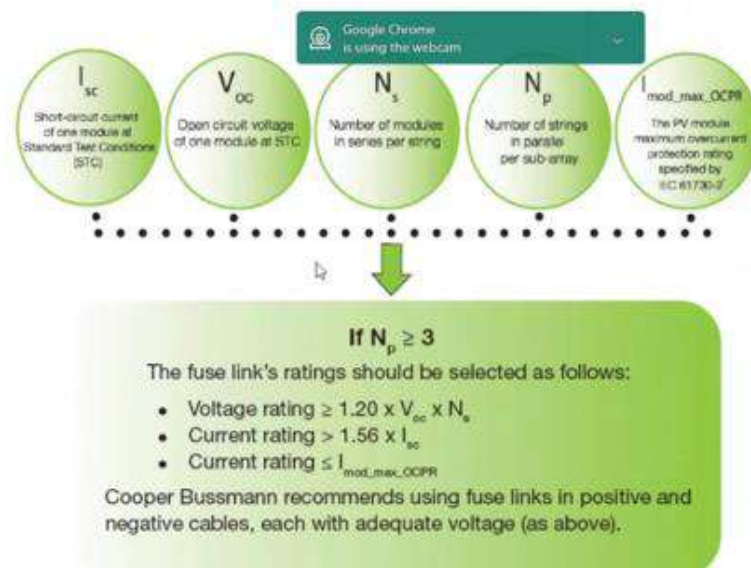 Google Chrome
is using the webcam
I sc
Short-circuit current
of one module at
Standard Test Conditions
(STC)
V OC
Open circuit voltage
of one module at STC
N s
Number of modules
in series per string
N p
Number of strings
in parallel
per sub-array
I mod_max_OCPR
The PV module
maximum overcurrent
protection rating
specified by
IEC 61730-2
If N p ≥ 3
The fuse link's ratings should be selected as follows:
• Voltage rating ≥ 1.20 x V oc x N s
• Current rating > 1.56 x I sc
• Current rating ≤ I mod_max_OCPR
Cooper Bussmann recommends using fuse links in positive and
negative cables, each with adequate voltage (as above).